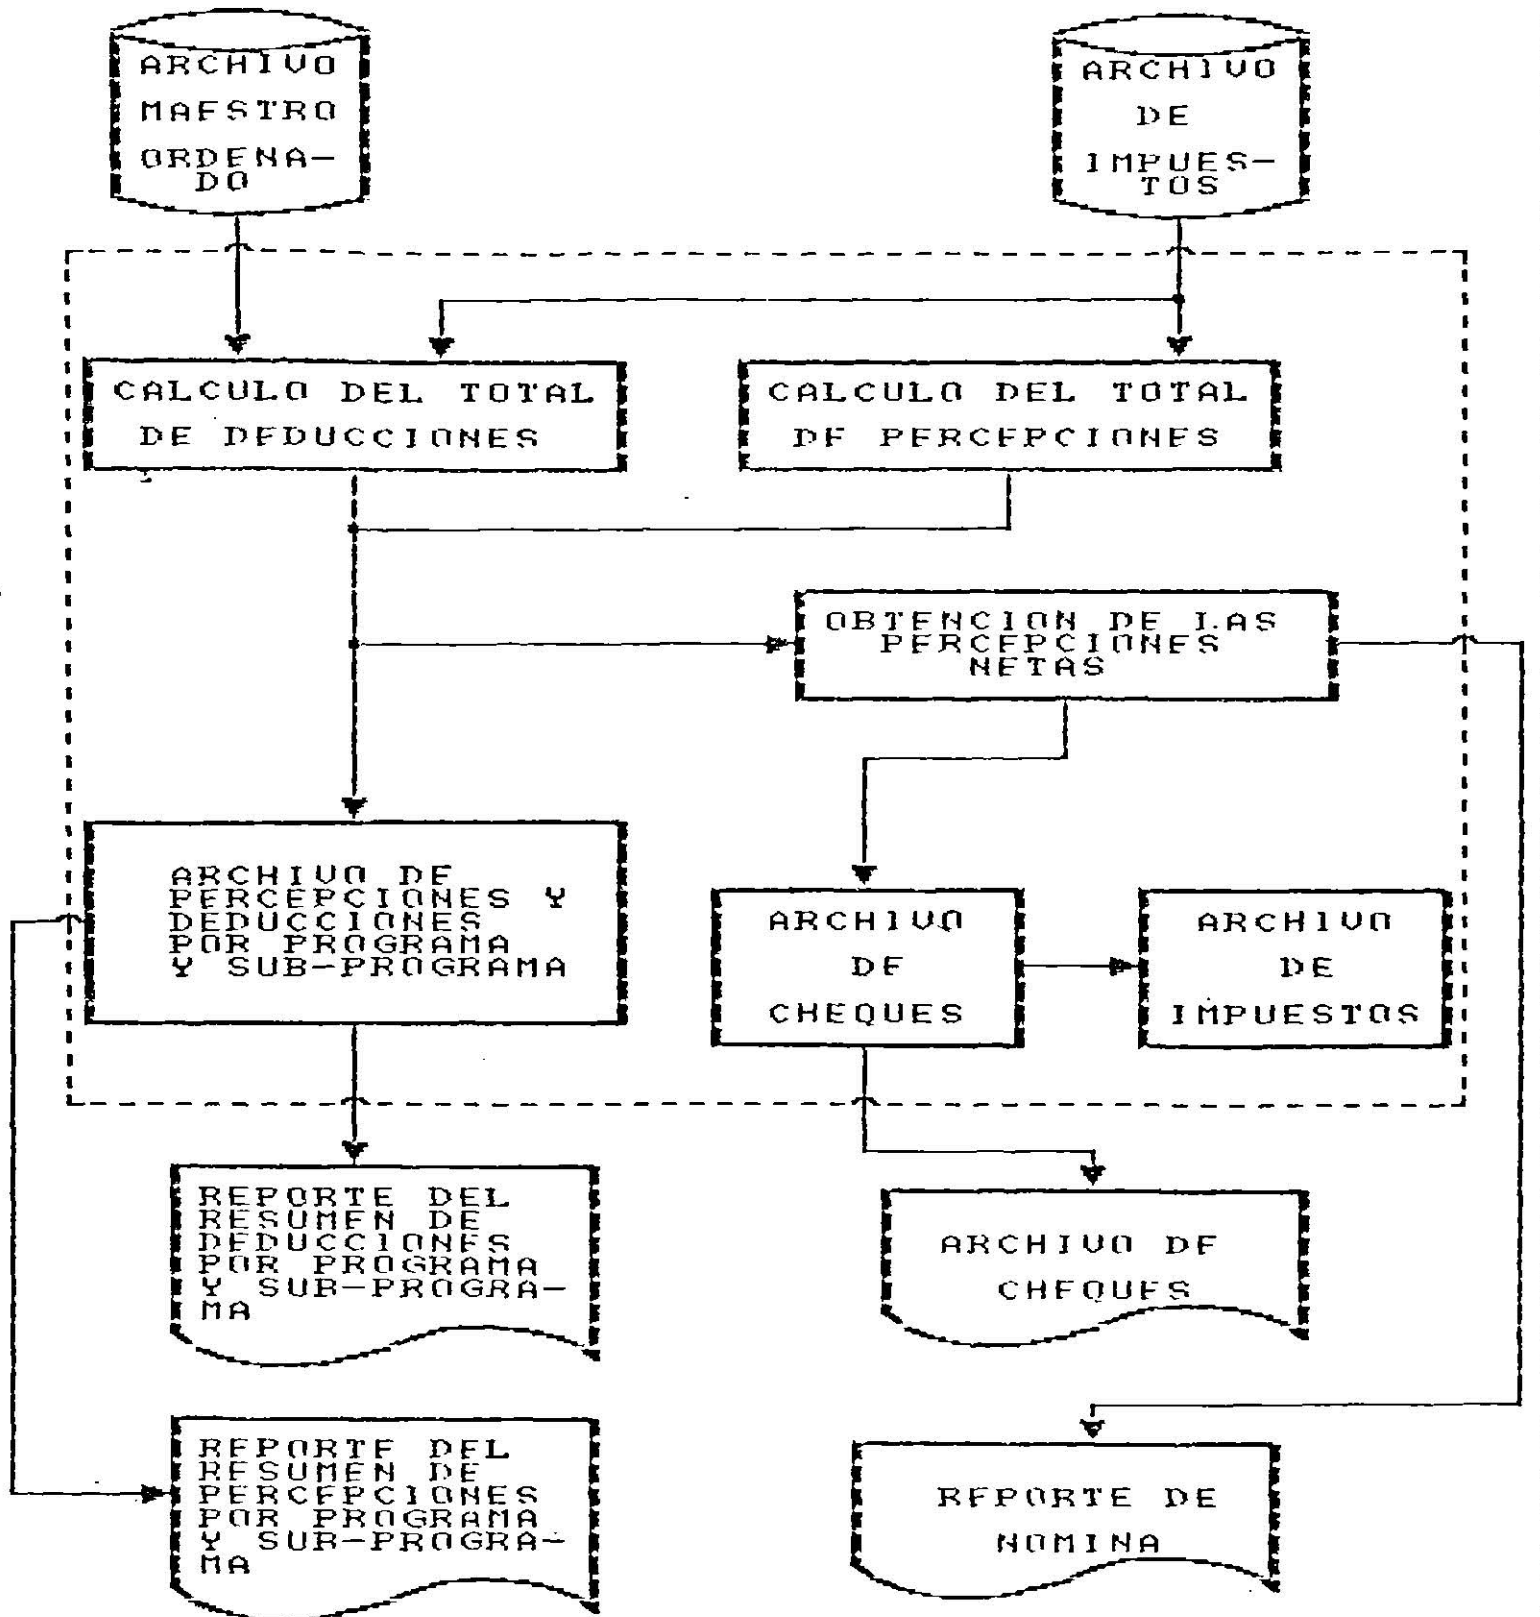 ARCHIVO
MAESTRO
ORDENA-
DO
ARCHIVO
DE
IMPUES-
TOS
CALCULO DEL TOTAL
DE DEDUCCIONES
CALCULO DEL TOTAL
DE PERCEPCIONES
OBTENCION DE LAS
PERCEPCIONES
NETAS
ARCHIVO DE
PERCEPCIONES Y
DEDUCCIONES
POR PROGRAMA
Y SUB-PROGRAMA
ARCHIVO
DE
CHEQUES
ARCHIVO
DE
IMPUESTOS
REPORTE DEL
RESUMEN DE
DEDUCCIONES
POR PROGRAMA
Y SUB-PROGRA-
MA
ARCHIVO DE
CHEQUES
REPORTE DEL
RESUMEN DE
PERCEPCIONES
POR PROGRAMA
Y SUB-PROGRA-
MA
REPORTE DE
NOMINA